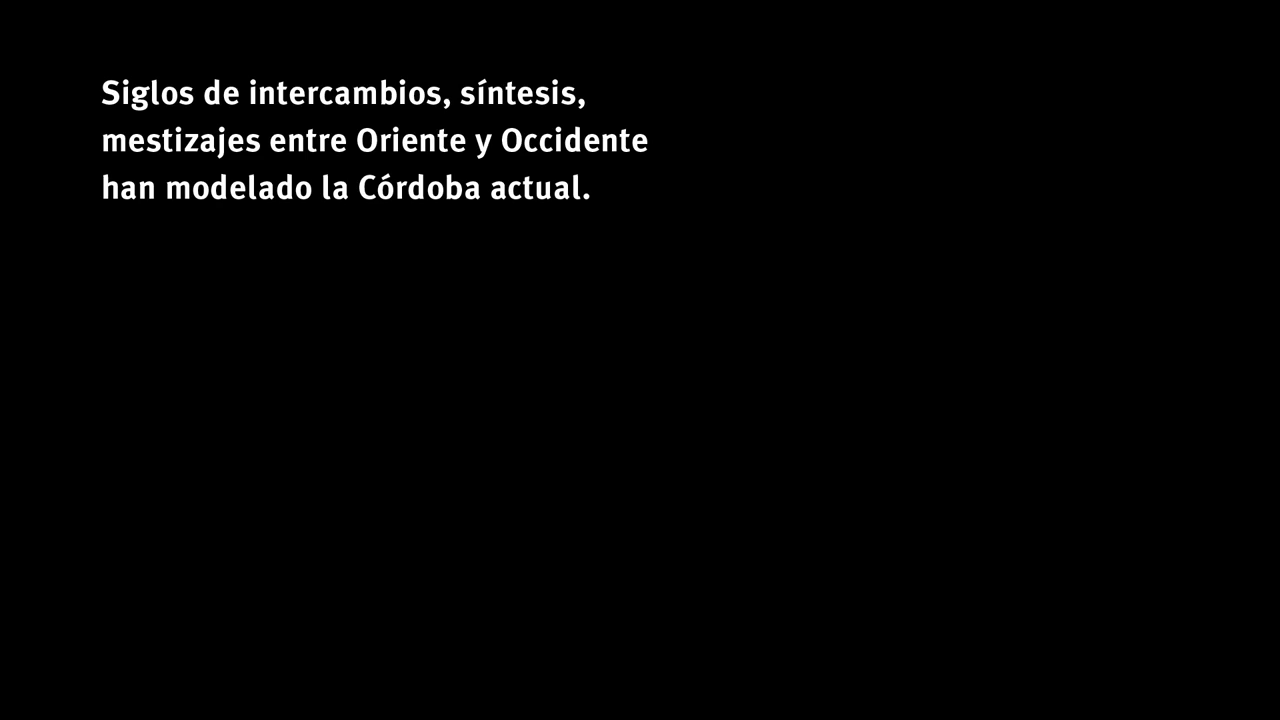 Siglos de intercambios, síntesis,
mestizajes entre Oriente y Occidente
han modelado la Córdoba actual.